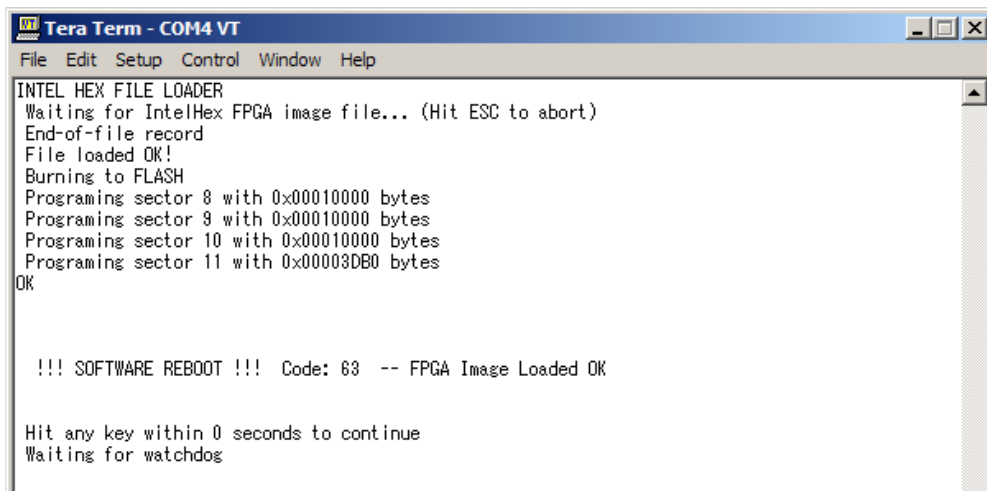 Tera Term - COM4 VT
File Edit Setup Control Window Help
INTEL HEX FILE LOADER
Waiting for IntelHex FPGA image file... (Hit ESC to abort)
End-of-file record
File loaded OK!
Burning to FLASH
Programing sector 8 with 0x00010000 bytes
Programing sector 9 with 0x00010000 bytes
Programing sector 10 with 0x00010000 bytes
Programing sector 11 with 0x00003DB0 bytes
OK
!!! SOFTWARE REBOOT !!! Code: 63 -- FPGA Image Loaded OK
Hit any key within 0 seconds to continue
Waiting for watchdog